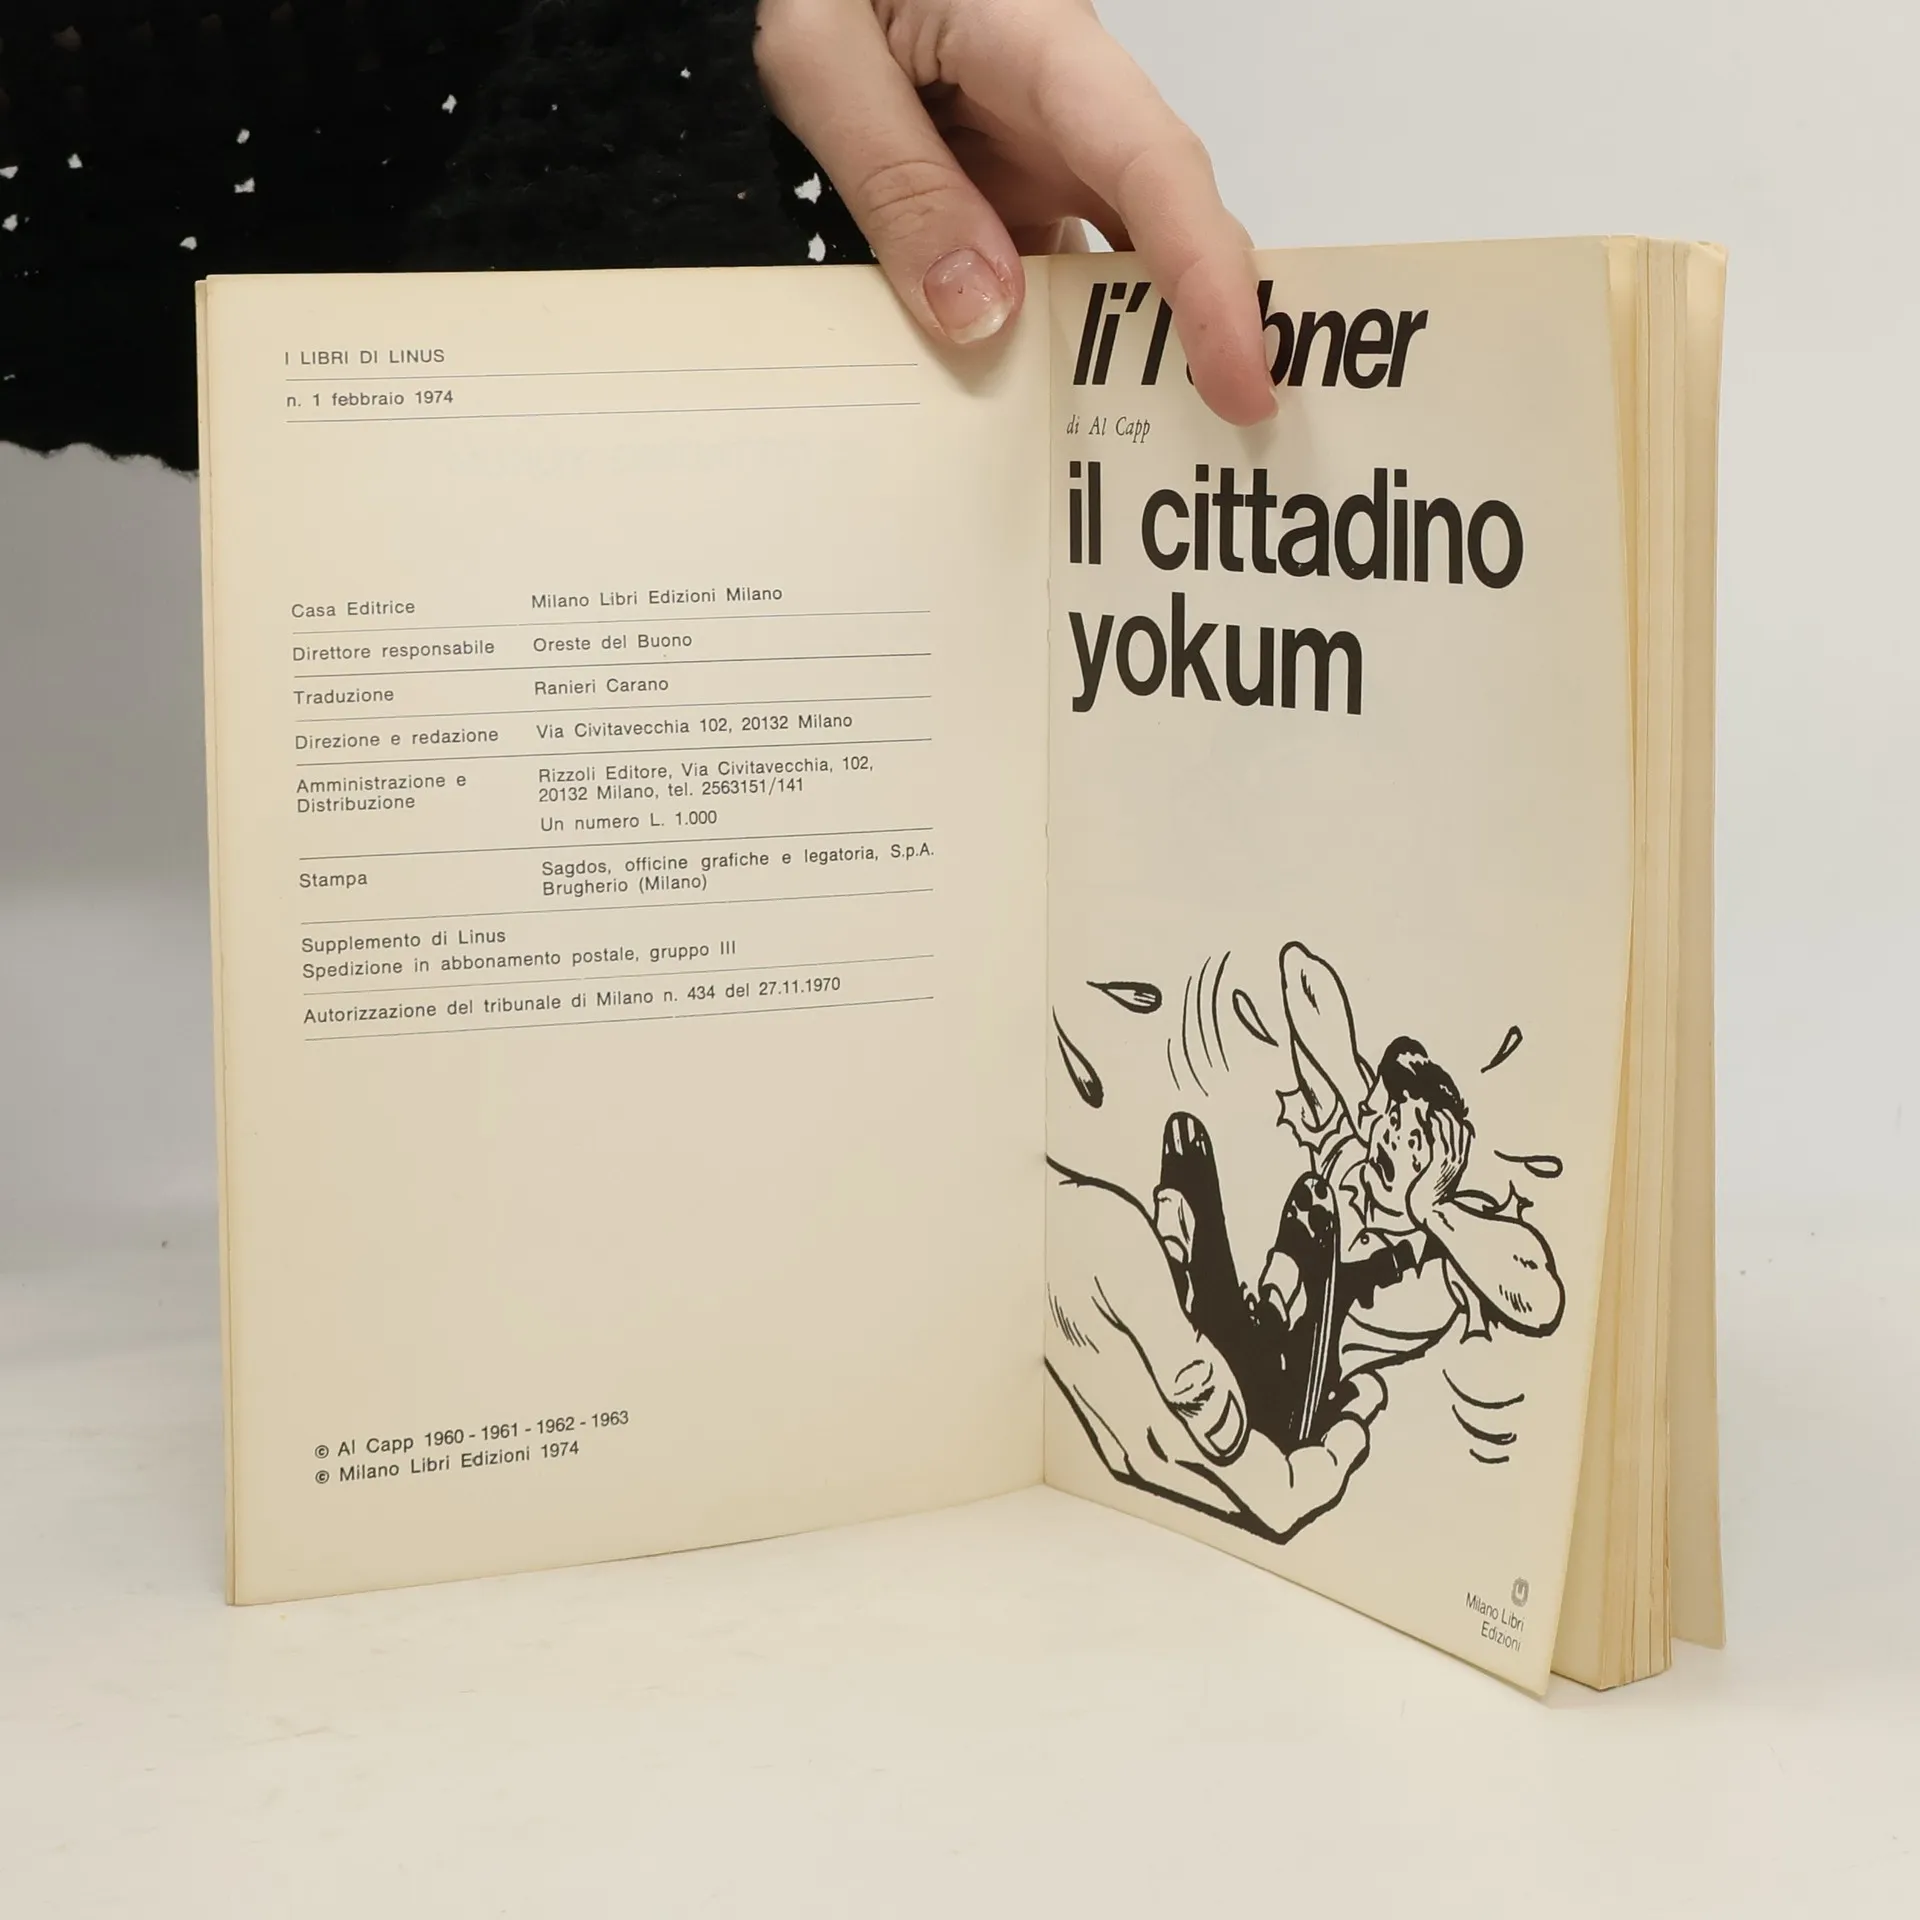 I LIBRI DI LINUS
n. 1 febbraio 1974
Casa Editrice Milano Libri Edizioni Milano
Direttore responsabile Oreste del Buono
Traduzione Ranieri Carano
Direzione e redazione Via Civitavecchia 102, 20132 Milano
Amministrazione e Distribuzione
Rizzoli Editore, Via Civitavecchia, 102,
20132 Milano, tel. 2563151/141
Un numero L. 1.000
Stampa
Sagdos, officine grafiche e legatoria, S.p.A.
Brugherio (Milano)
Supplemento di Linus
Spedizione in abbonamento postale, gruppo III
Autorizzazione del tribunale di Milano n. 434 del 27.11.1970
© Al Capp 1960 - 1961 - 1962 - 1963
© Milano Libri Edizioni 1974
li'l bner
di Al Capp
il cittadino
yokum
Milano Libri
Edizioni